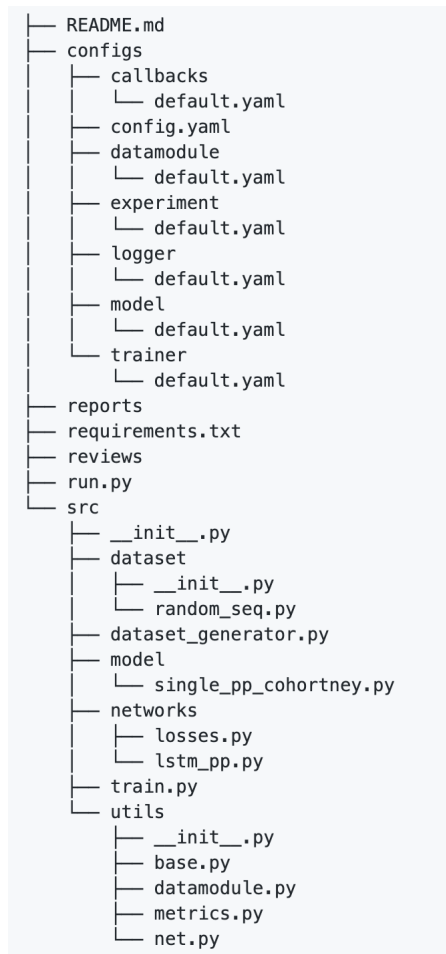 ├── README.md
├── configs
│   ├── callbacks
│   │   └── default.yaml
│   ├── config.yaml
│   ├── datamodule
│   │   └── default.yaml
│   ├── experiment
│   │   └── default.yaml
│   ├── logger
│   │   └── default.yaml
│   ├── model
│   │   └── default.yaml
│   └── trainer
│       └── default.yaml
├── reports
├── requirements.txt
├── reviews
├── run.py
└── src
    ├── __init__.py
    ├── dataset
    │   ├── __init__.py
    │   └── random_seq.py
    ├── dataset_generator.py
    ├── model
    │   └── single_pp_cohortney.py
    ├── networks
    │   ├── losses.py
    │   └── lstm_pp.py
    ├── train.py
    └── utils
        ├── __init__.py
        ├── base.py
        ├── datamodule.py
        ├── metrics.py
        └── net.py